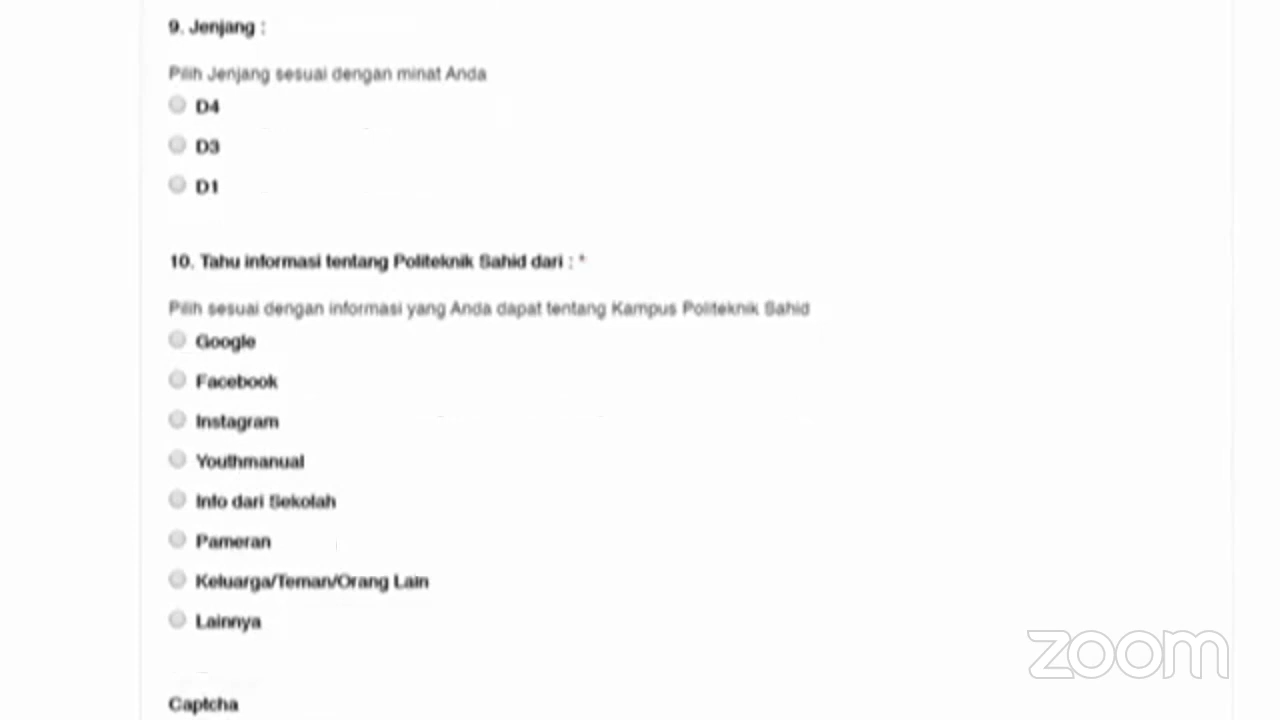 9. Jenjang :
Pilih Jenjang sesuai dengan minat Anda
D4
D3
D1
10. Tahu informasi tentang Politeknik Sahid dari : *
Pilih sesuai dengan informasi yang Anda dapat tentang Kampus Politeknik Sahid
Google
Facebook
Instagram
Youthmanual
Info dari Sekolah
Pameran
Keluarga/Teman/Orang Lain
Lainnya
zoom
Captcha